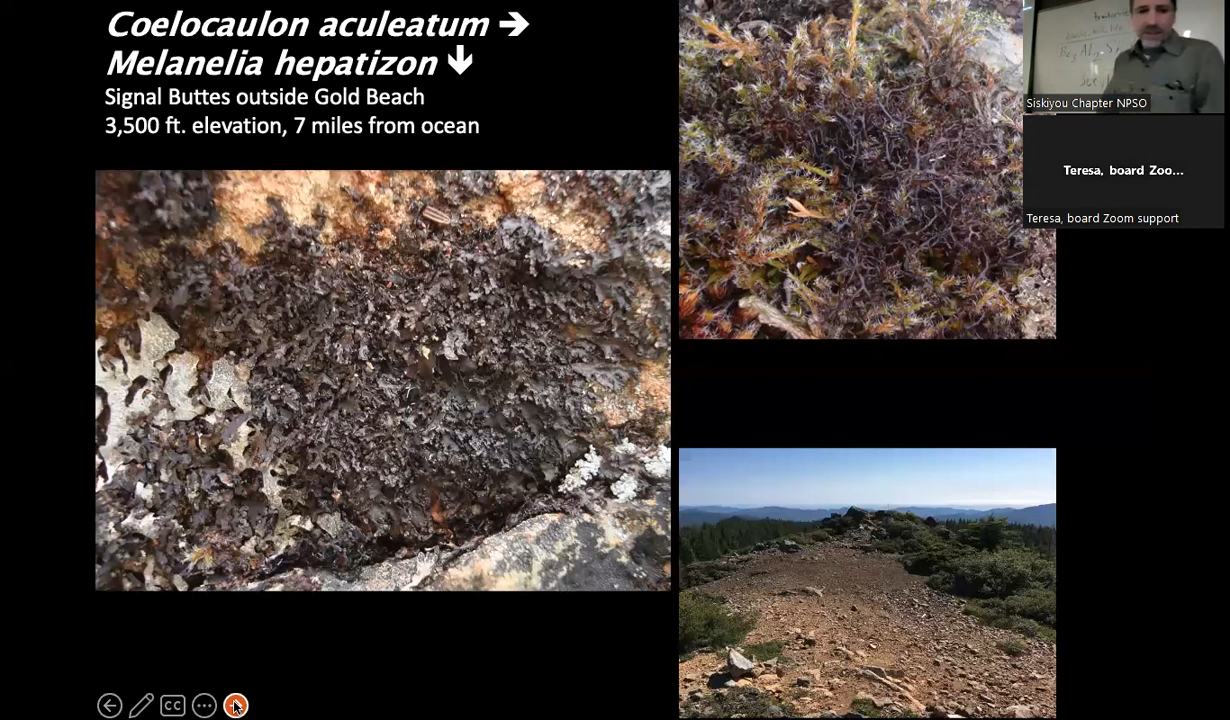 Coelocaulon aculeatum →
Melanelia hepatizon ↓
Signal Buttes outside Gold Beach
3,500 ft. elevation, 7 miles from ocean
Siskiyou Chapter NPSO
Teresa, board Zoo...
Teresa, board Zoom support
CC